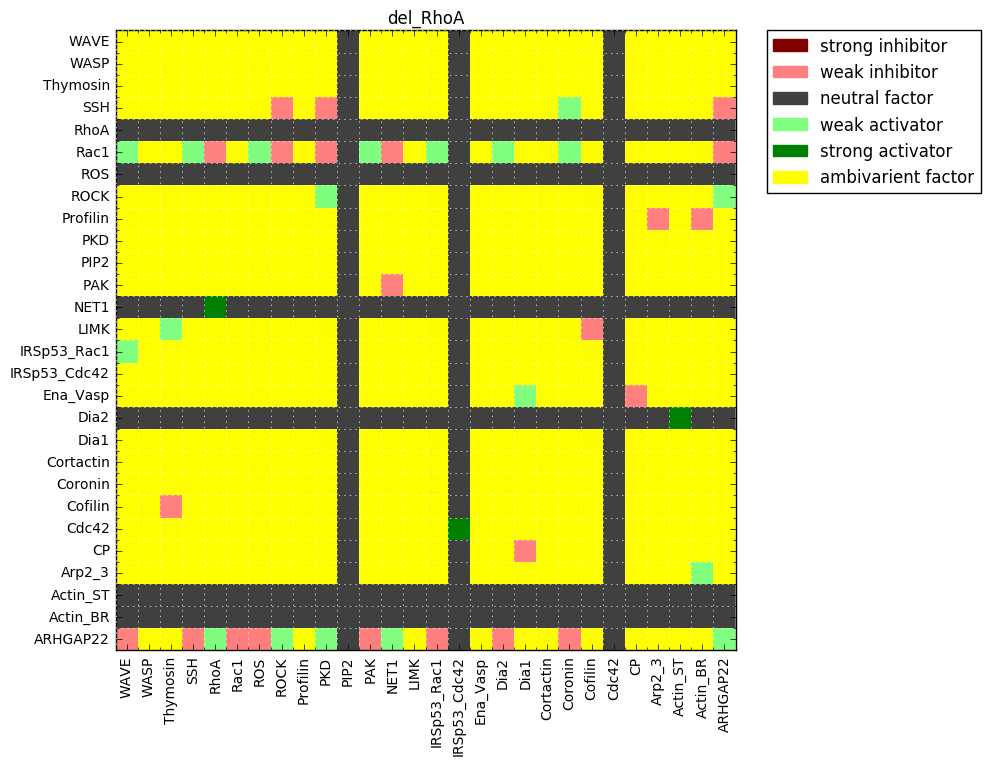 del_RhoA
WAVE
WASP
Thymosin
SSH
RhoA
Rac1
ROS
ROCK
Profilin
PKD
PIP2
PAK
NET1
LIMK
IRSp53_Rac1
IRSp53_Cdc42
Ena_Vasp
Dia2
Dia1
Cortactin
Coronin
Cofilin
Cdc42
CP
Arp2_3
Actin_ST
Actin_BR
ARHGAP22
WAVE
WASP
Thymosin
SSH
RhoA
Rac1
ROS
ROCK
Profilin
PKD
PIP2
PAK
NET1
LIMK
IRSp53_Rac1
IRSp53_Cdc42
Ena_Vasp
Dia2
Dia1
Cortactin
Coronin
Cofilin
Cdc42
CP
Arp2_3
Actin_ST
Actin_BR
ARHGAP22
strong inhibitor
weak inhibitor
neutral factor
weak activator
strong activator
ambivarient factor